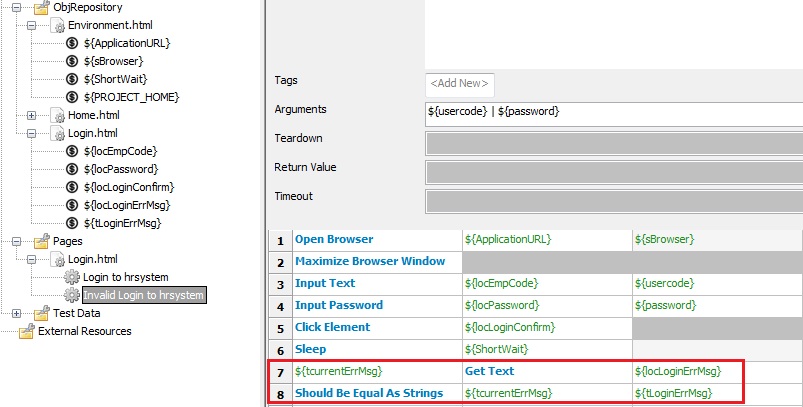 ObjRepository
Environment.html
${ApplicationURL}
${sBrowser}
${ShortWait}
${PROJECT_HOME}
Home.html
Login.html
${locEmpCode}
${locPassword}
${locLoginConfirm}
${locLoginErrMsg}
${tLoginErrMsg}
Pages
Login.html
Login to hrsystem
Invalid Login to hrsystem
Test Data
External Resources
Tags <Add New>
Arguments ${usercode} | ${password}
Teardown
Return Value
Timeout
1 Open Browser ${ApplicationURL} ${sBrowser}
2 Maximize Browser Window
3 Input Text ${locEmpCode} ${usercode}
4 Input Password ${locPassword} ${password}
5 Click Element ${locLoginConfirm}
6 Sleep ${ShortWait}
7 ${tcurrentErrMsg} Get Text ${locLoginErrMsg}
8 Should Be Equal As Strings ${tcurrentErrMsg} ${tLoginErrMsg}